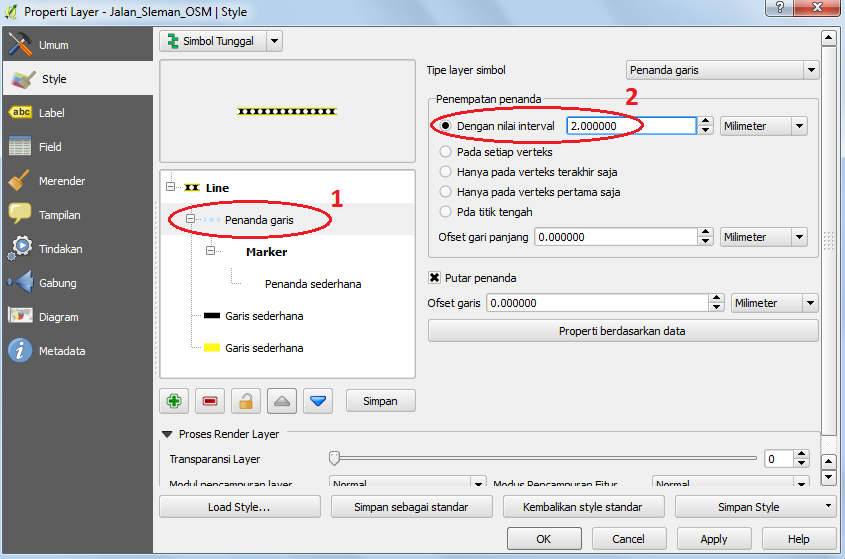 Properti Layer - Jalan_Sleman_OSM | Style
Umum
Style
abc Label
Field
Merender
Tampilan
Tindakan
Gabung
Diagram
Metadata
Simbol Tunggal
Line
Penanda garis
1
Marker
Penanda sederhana
Garis sederhana
Garis sederhana
Simpan
Tipe layer simbol Penanda garis
Penempatan penanda
2
Dengan nilai interval 2.000000 Milimeter
Pada setiap verteks
Hanya pada verteks terakhir saja
Hanya pada verteks pertama saja
Pda titik tengah
Ofset gari panjang 0.000000 Milimeter
Putar penanda
Ofset garis 0.000000 Milimeter
Properti berdasarkan data
Proses Render Layer
Transparansi Layer 0
Modul pencampuran layer Normal Modus Pencampuran Fitur Normal
Load Style... Simpan sebagai standar Kembalikan style standar Simpan Style
OK Cancel Apply Help